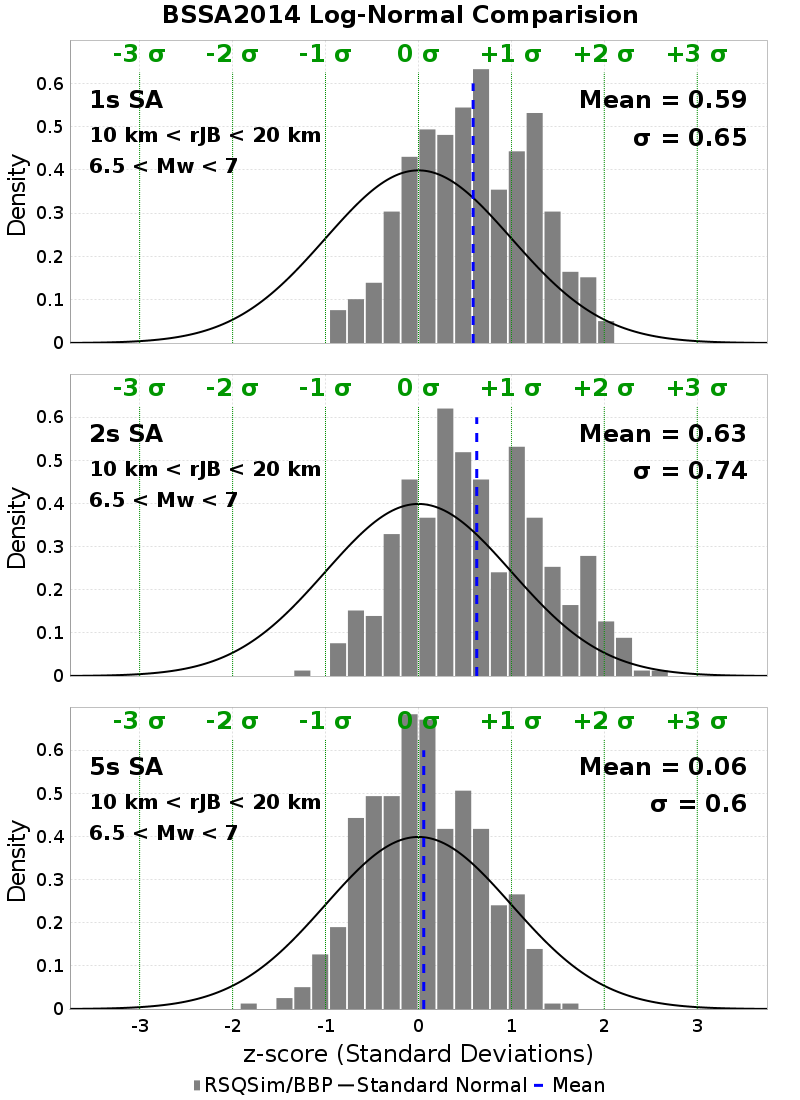 BSSA2014 Log-Normal Comparision
-3 σ -2 σ -1 σ 0 σ +1 σ +2 σ +3 σ
1s SA
10 km < rJB < 20 km
6.5 < Mw < 7
Mean = 0.59
σ = 0.65
Density
0.6
0.5
0.4
0.3
0.2
0.1
0
-3 σ -2 σ -1 σ 0 σ +1 σ +2 σ +3 σ
2s SA
10 km < rJB < 20 km
6.5 < Mw < 7
Mean = 0.63
σ = 0.74
Density
0.6
0.5
0.4
0.3
0.2
0.1
0
-3 σ -2 σ -1 σ 0 σ +1 σ +2 σ +3 σ
5s SA
10 km < rJB < 20 km
6.5 < Mw < 7
Mean = 0.06
σ = 0.6
Density
0.6
0.5
0.4
0.3
0.2
0.1
0
-3 -2 -1 0 1 2 3
z-score (Standard Deviations)
RSQSim/BBP Standard Normal Mean